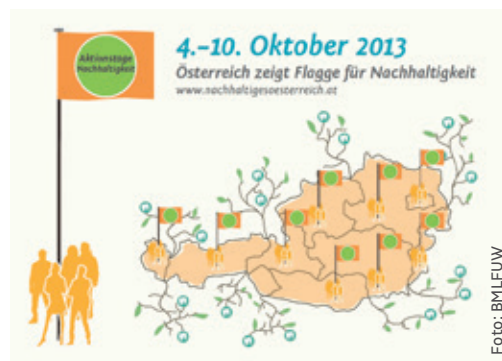 Aktionstage
Nachhaltigkeit
4.–10. Oktober 2013
Österreich zeigt Flagge für Nachhaltigkeit
www.nachhaltigesoesterreich.at
Foto: BMLFUW